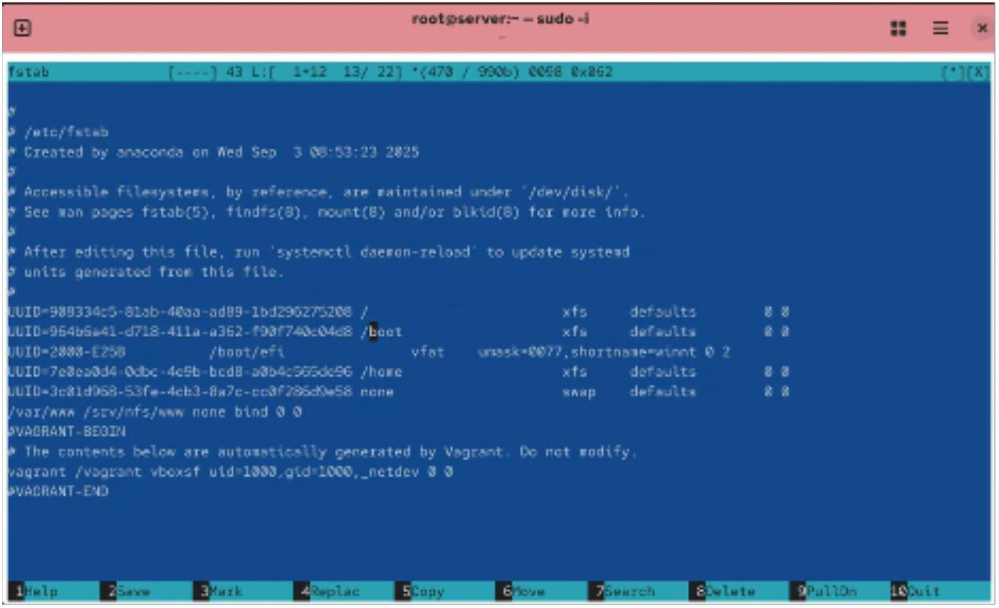 root@server:~ — sudo -i
fstab [----] 43 L:[ 1+12 13/ 22] *(470 / 990b) 0098 0x062 [*][X]
#
# /etc/fstab
# Created by anaconda on Wed Sep 3 08:53:23 2025
#
# Accessible filesystems, by reference, are maintained under '/dev/disk/'.
# See man pages fstab(5), findfs(8), mount(8) and/or blkid(8) for more info.
#
# After editing this file, run 'systemctl daemon-reload' to update systemd
# units generated from this file.
#
UUID=908334c5-81ab-40aa-ad89-1bd296275208 / xfs defaults 0 0
UUID=964b6a41-d718-411a-a362-f90f740c04d8 /boot xfs defaults 0 0
UUID=2000-E25B /boot/efi vfat umask=0077,shortname=winnt 0 2
UUID=7e0ea0d4-0dbc-4e9b-bcd8-a0b4c565de96 /home xfs defaults 0 0
UUID=3c01d968-53fe-4cb3-8a7c-cc0f286d9e58 none swap defaults 0 0
/var/www /srv/nfs/www none bind 0 0
#VAGRANT-BEGIN
# The contents below are automatically generated by Vagrant. Do not modify.
vagrant /vagrant vboxsf uid=1000,gid=1000,_netdev 0 0
#VAGRANT-END
1Help 2Save 3Mark 4Replac 5Copy 6Move 7Search 8Delete 9PullDn 10Quit